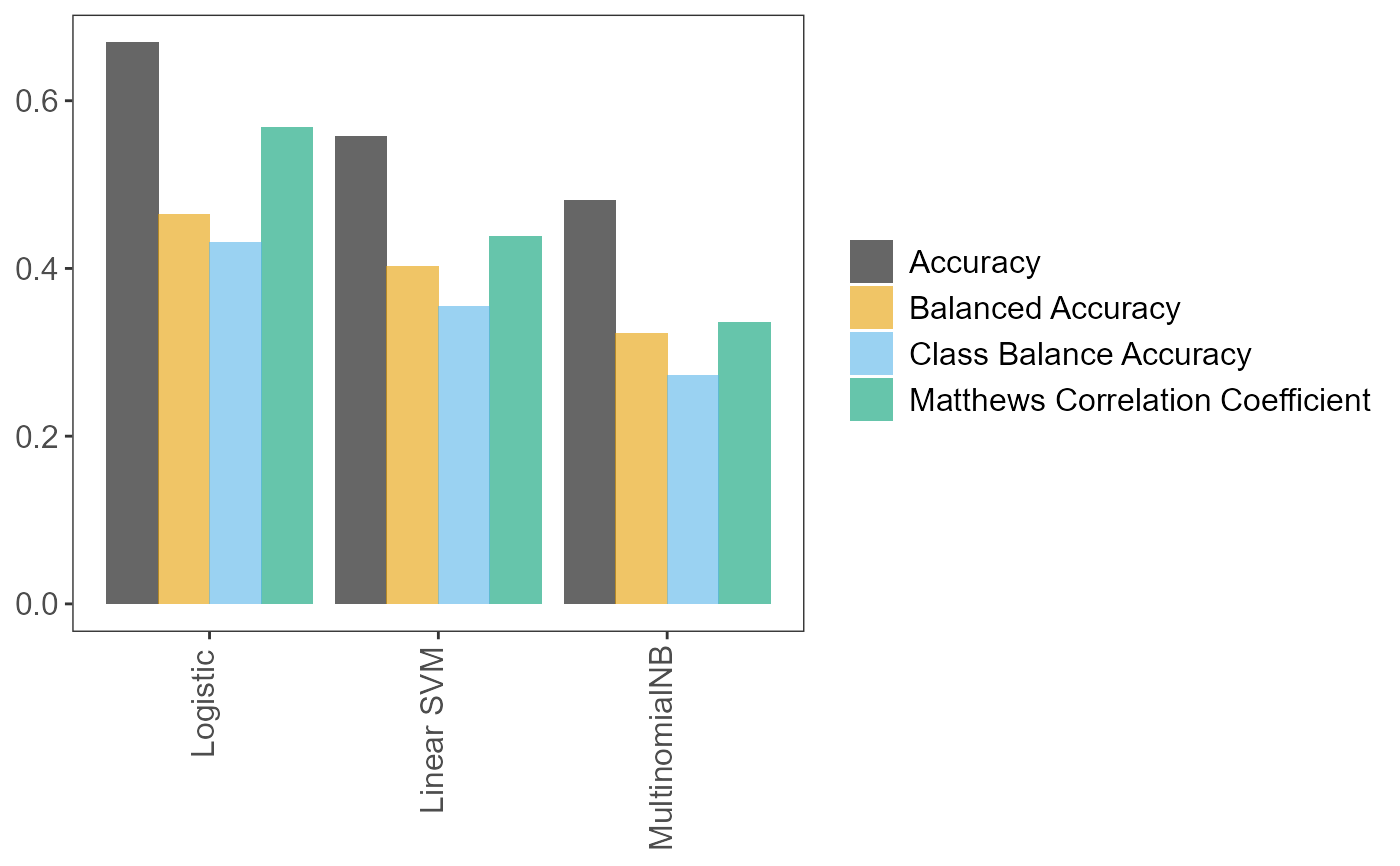 0.6
0.4
0.2
0.0
Logistic
Linear SVM
MultinomialNB
Accuracy
Balanced Accuracy
Class Balance Accuracy
Matthews Correlation Coefficient